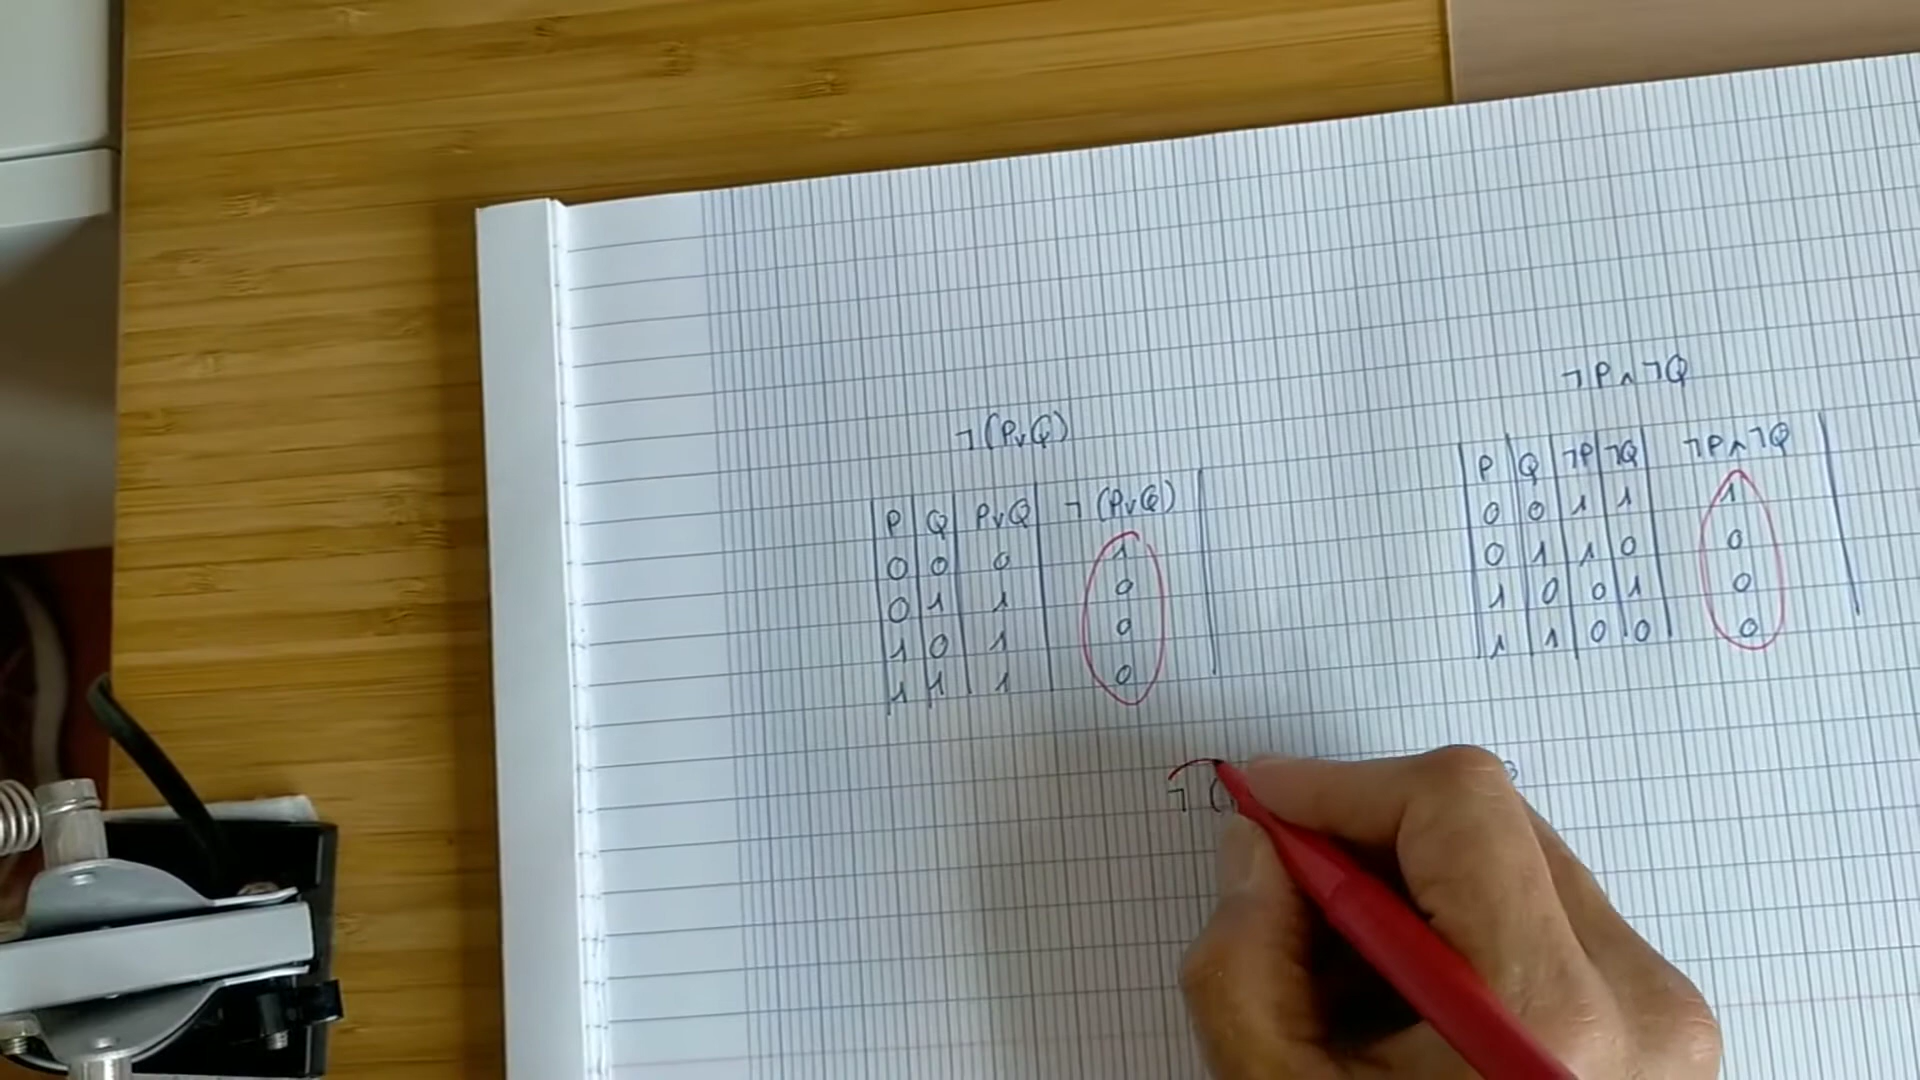 ¬(P∨Q)
P Q P∨Q ¬(P∨Q)
0 0 0 1
0 1 1 0
1 0 1 0
1 1 1 0
¬P∧¬Q
P Q ¬P ¬Q ¬P∧¬Q
0 0 1 1 1
0 1 1 0 0
1 0 0 1 0
1 1 0 0 0
¬(